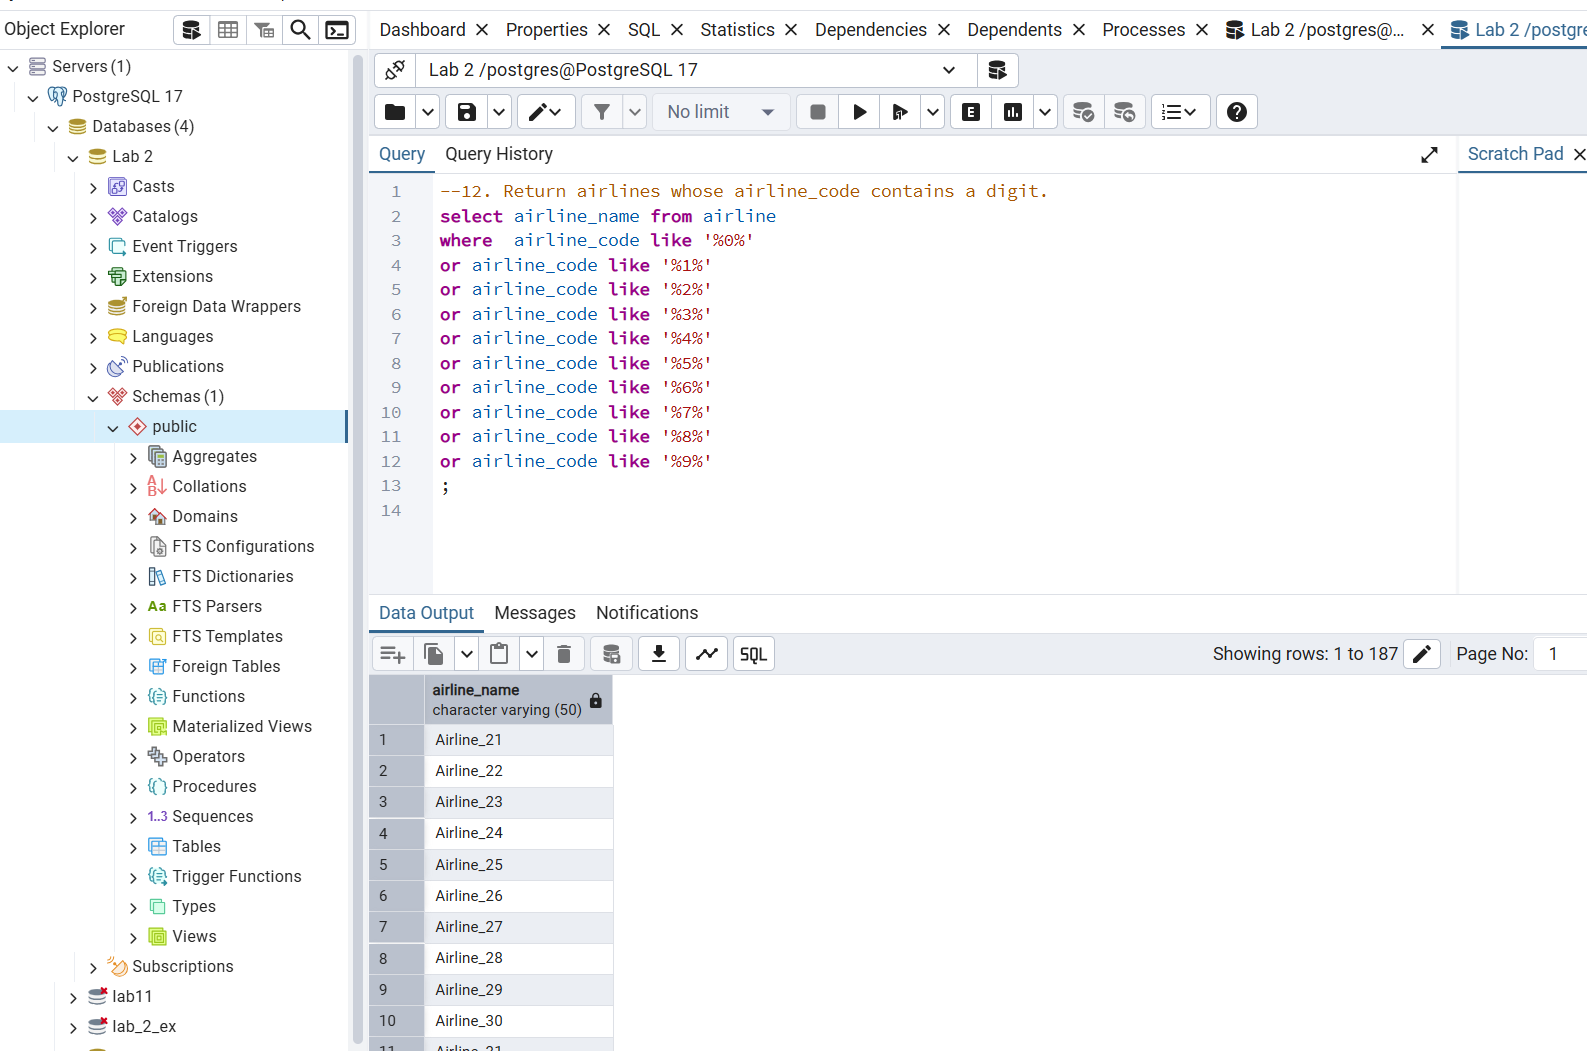 Object Explorer
Dashboard
Properties
SQL
Statistics
Dependencies
Dependents
Processes
Lab 2 /postgres@...
Lab 2 /postgre
Servers (1)
PostgreSQL 17
Databases (4)
Lab 2
Casts
Catalogs
Event Triggers
Extensions
Foreign Data Wrappers
Languages
Publications
Schemas (1)
public
Aggregates
Collations
Domains
FTS Configurations
FTS Dictionaries
Aa FTS Parsers
FTS Templates
Foreign Tables
Functions
Materialized Views
Operators
Procedures
1..3 Sequences
Tables
Trigger Functions
Types
Views
Subscriptions
lab11
lab_2_ex
Lab 2 /postgres@PostgreSQL 17
No limit
E
Query
Query History
Scratch Pad
1 --12. Return airlines whose airline_code contains a digit.
2 select airline_name from airline
3 where  airline_code like '%0%'
4 or airline_code like '%1%'
5 or airline_code like '%2%'
6 or airline_code like '%3%'
7 or airline_code like '%4%'
8 or airline_code like '%5%'
9 or airline_code like '%6%'
10 or airline_code like '%7%'
11 or airline_code like '%8%'
12 or airline_code like '%9%'
13 ;
14
Data Output
Messages
Notifications
SQL
Showing rows: 1 to 187
Page No: 1
airline_name
character varying (50)
1 Airline_21
2 Airline_22
3 Airline_23
4 Airline_24
5 Airline_25
6 Airline_26
7 Airline_27
8 Airline_28
9 Airline_29
10 Airline_30
11 Airline_31